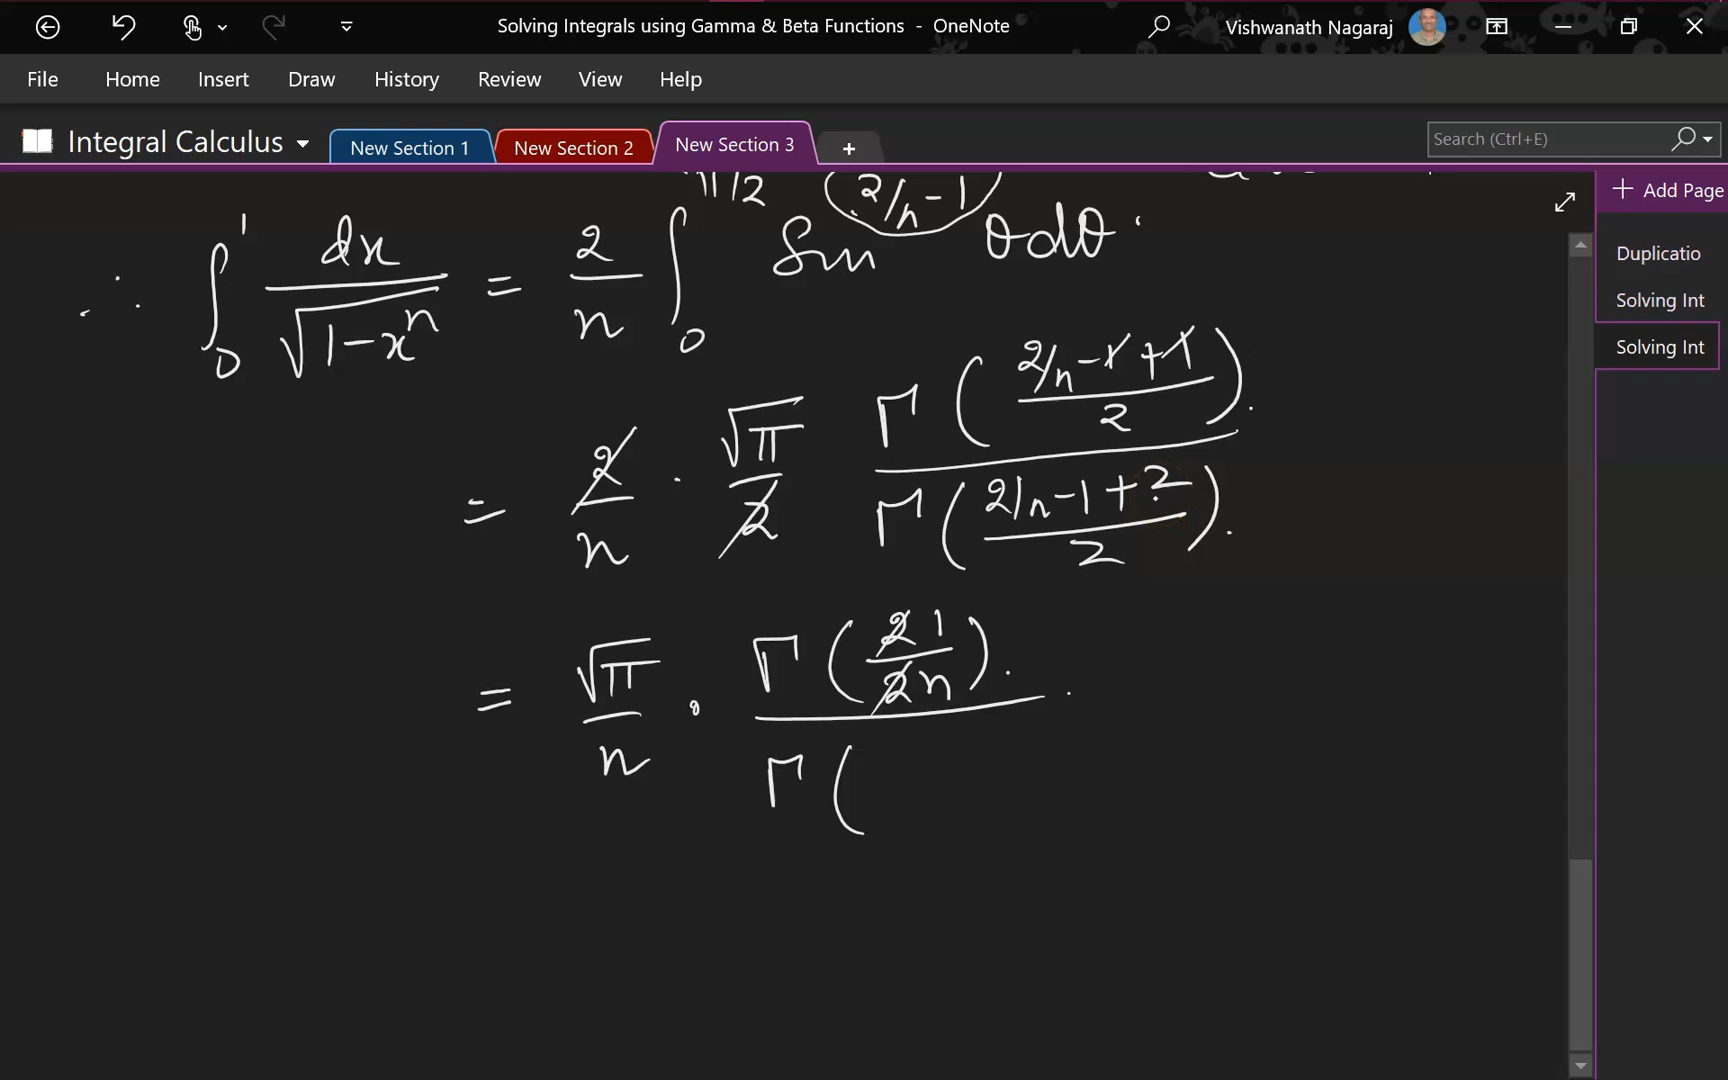 Solving Integrals using Gamma & Beta Functions - OneNote
Vishwanath Nagaraj
File Home Insert Draw History Review View Help
Integral Calculus New Section 1 New Section 2 New Section 3 +
Search (Ctrl+E)
+ Add Page
Duplicatio
Solving Int
Solving Int
∴ ∫₀¹ dx/√(1-xⁿ) = 2/n ∫₀^(π/2) sin^(2/n-1) θdθ.
= 2/n · √π/2 Γ((2/n-1+1)/2) / Γ((2/n-1+2)/2).
= √π/n · Γ(2 1/2n). / Γ(